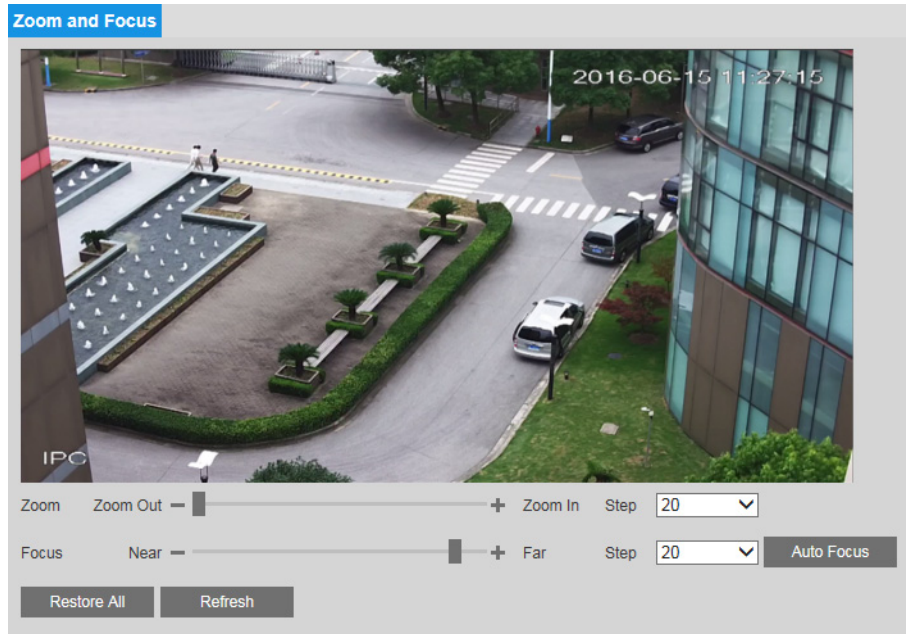 Zoom and Focus
2016-06-15 11:27:15
IPC
Zoom Zoom Out Zoom In Step 20
Focus Near Far Step 20 Auto Focus
Restore All Refresh